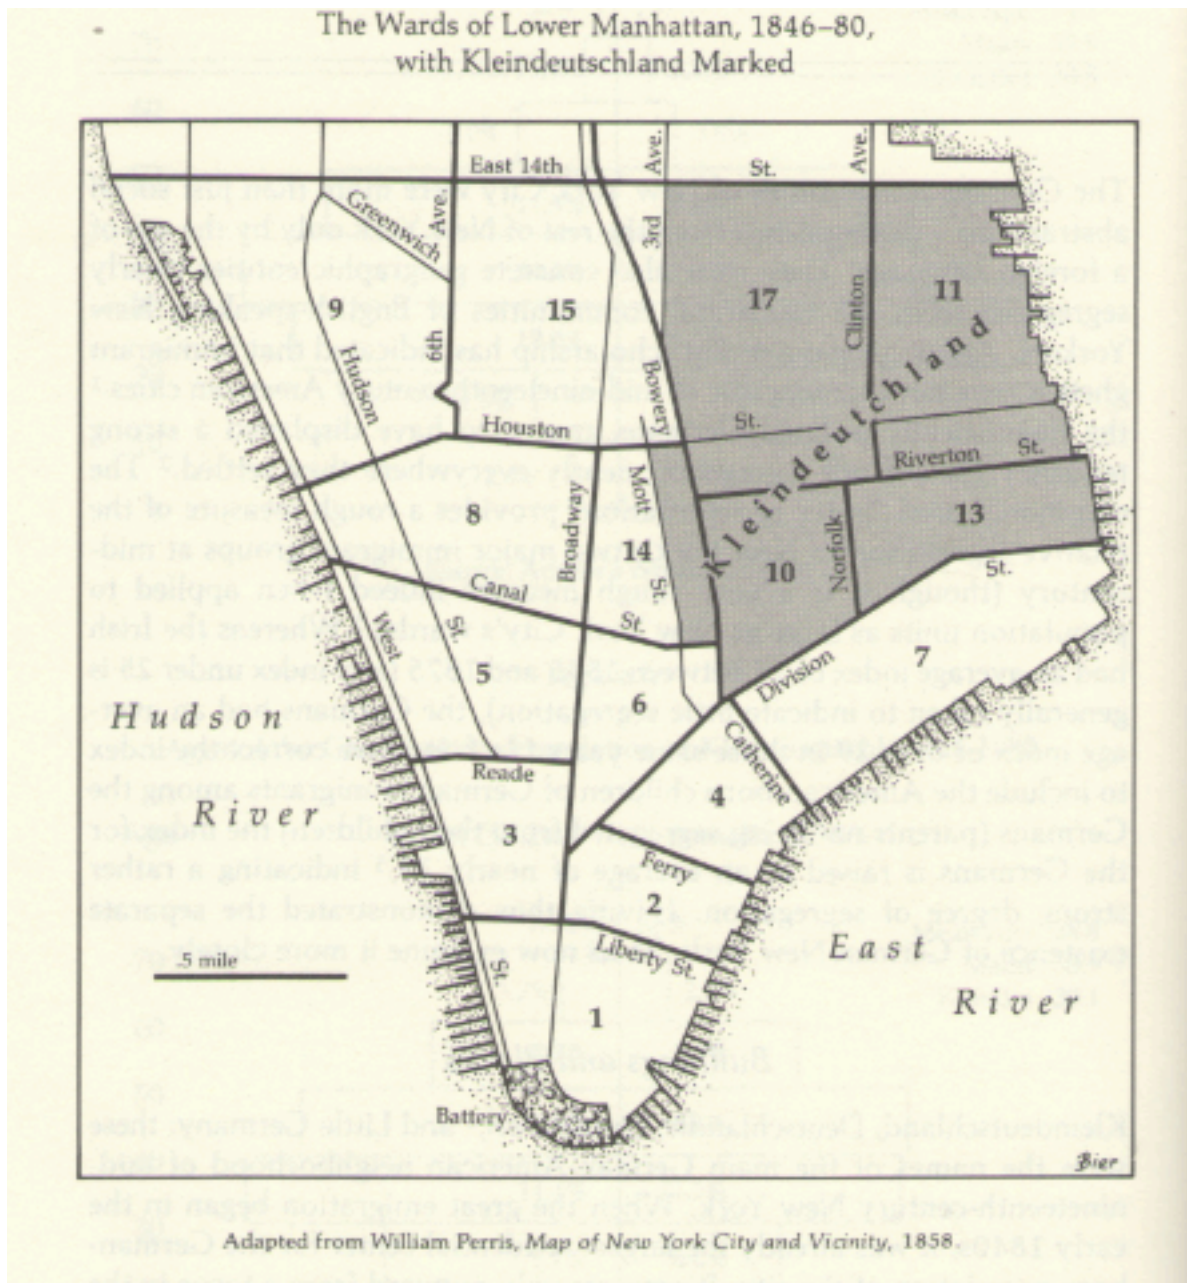 The Wards of Lower Manhattan, 1846–80,
with Kleindeutschland Marked
East 14th
St.
Ave.
Ave.
Greenwich
Ave.
3rd
9
15
17
11
Clinton
6th
Hudson
Bowery
Kleindeutchland
Houston
St.
Riverton St.
Mott
8
Broadway
14
13
10
Norfolk
St.
Canal
St.
St.
St.
West
5
7
6
Division
Hudson
River
Reade
Catherine
4
3
Ferry
2
East
River
Liberty St.
.5 mile
St.
1
Battery
Bier
Adapted from William Perris, Map of New York City and Vicinity, 1858.